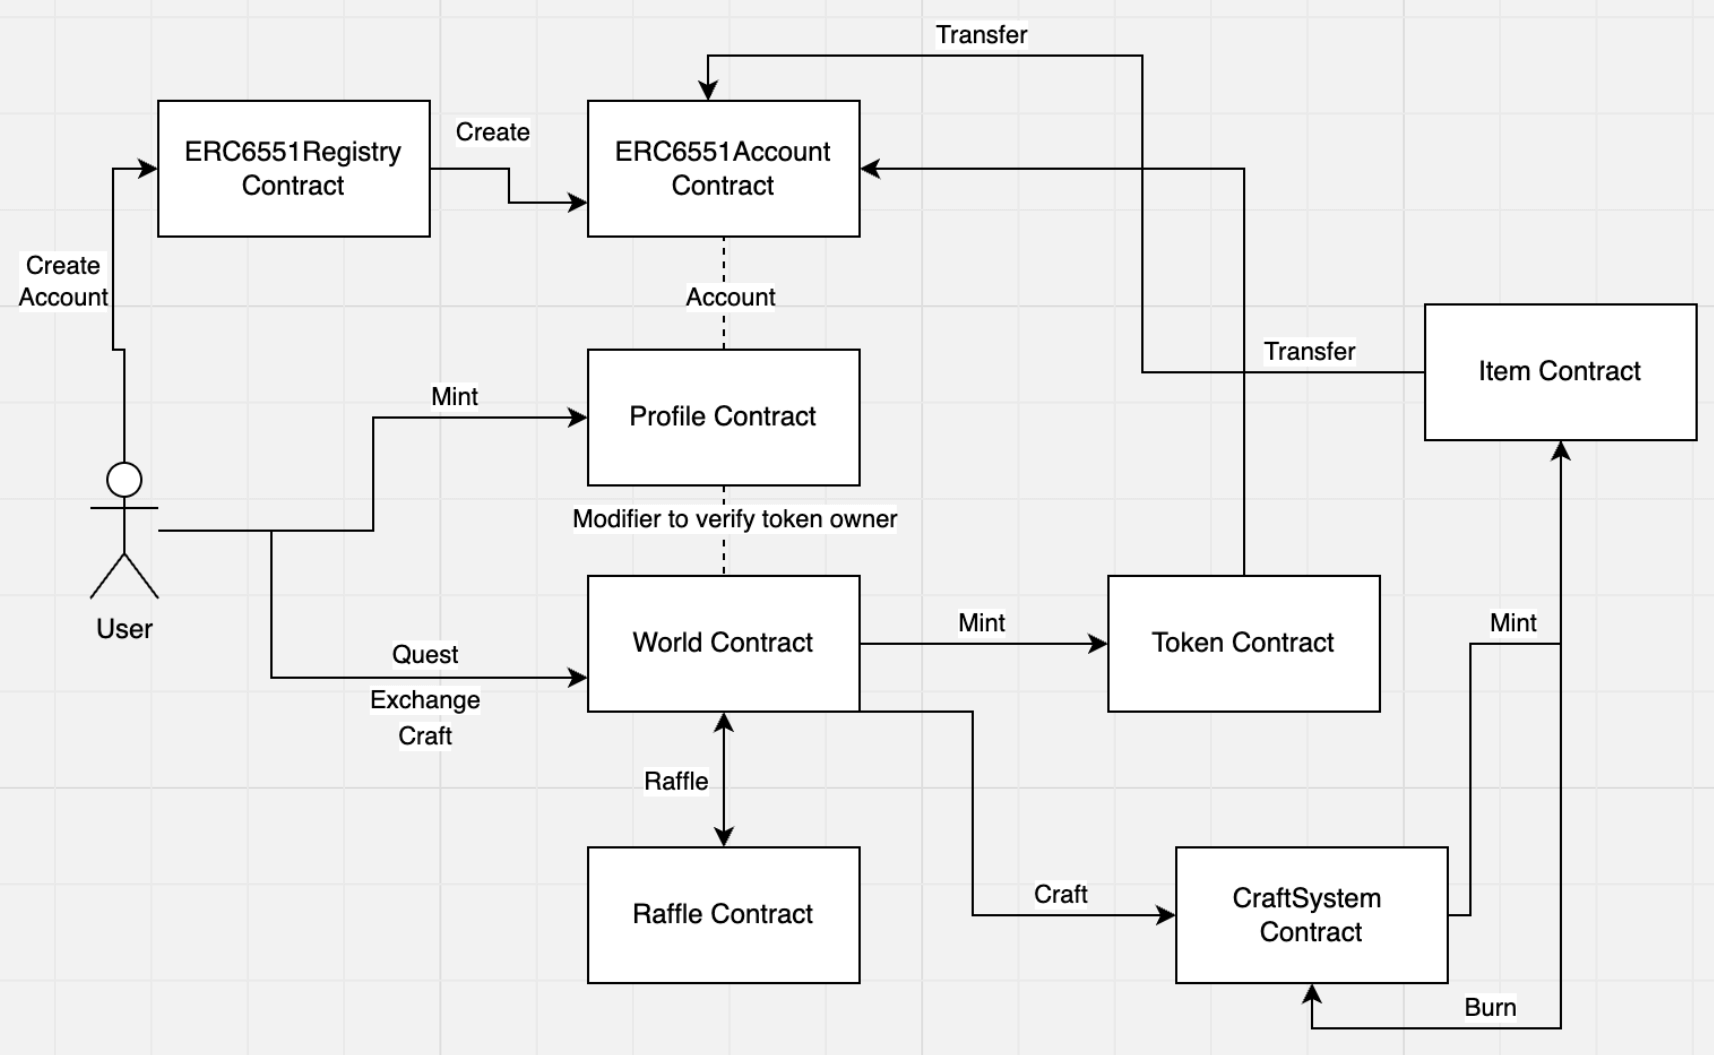 Transfer
ERC6551Registry
Contract
Create
ERC6551Account
Contract
Create
Account
Account
Transfer
Item Contract
Mint
Profile Contract
Modifier to verify token owner
User
Quest
Exchange
Craft
World Contract
Mint
Token Contract
Mint
Raffle
Raffle Contract
Craft
CraftSystem
Contract
Burn